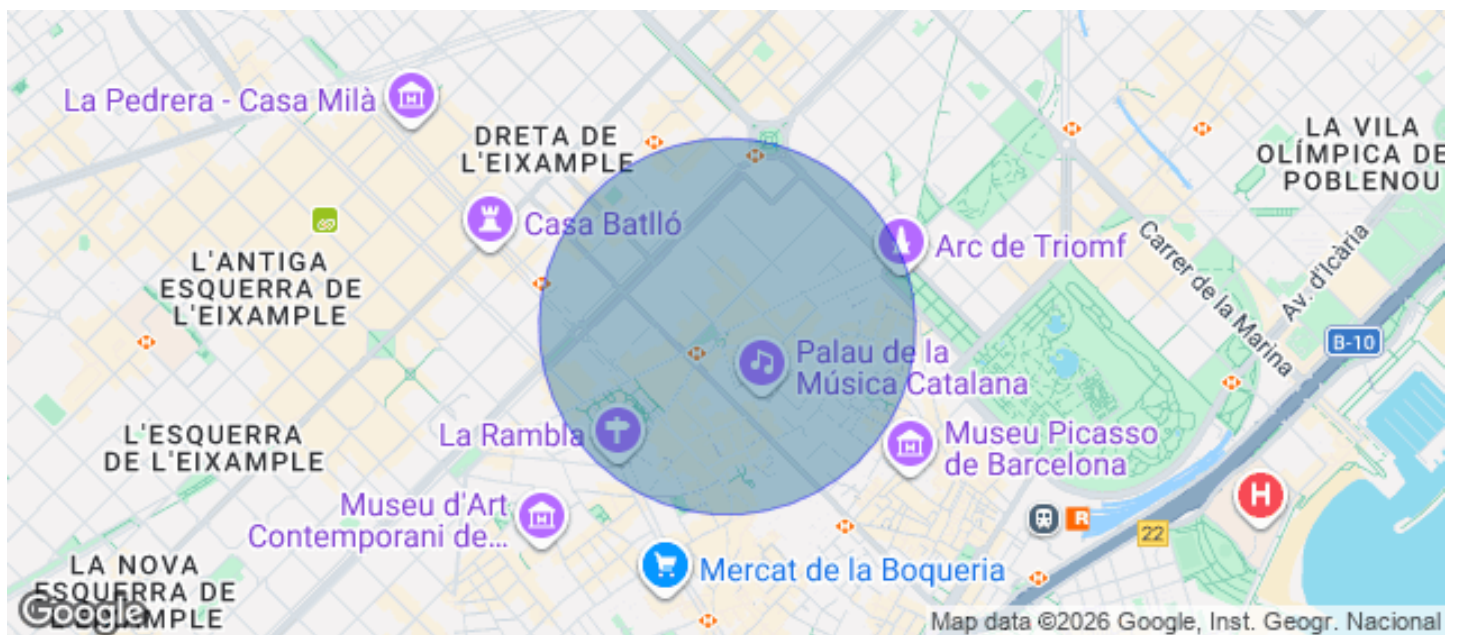 La Pedrera - Casa Milà
DRETA DE
L'EIXAMPLE
LA VILA
OLÍMPICA DE
POBLENOU
Casa Batlló
Arc de Triomf
Carrer de la Marina
Av. d'Icària
L'ANTIGA
ESQUERRA DE
L'EIXAMPLE
B-10
Palau de la
Música Catalana
L'ESQUERRA
DE L'EIXAMPLE
La Rambla
Museu Picasso
de Barcelona
H
Museu d'Art
Contemporani de...
R
22
Mercat de la Boqueria
LA NOVA
ESQUERRA DE
L'EIXAMPLE
Google
Map data ©2026 Google, Inst. Geogr. Nacional